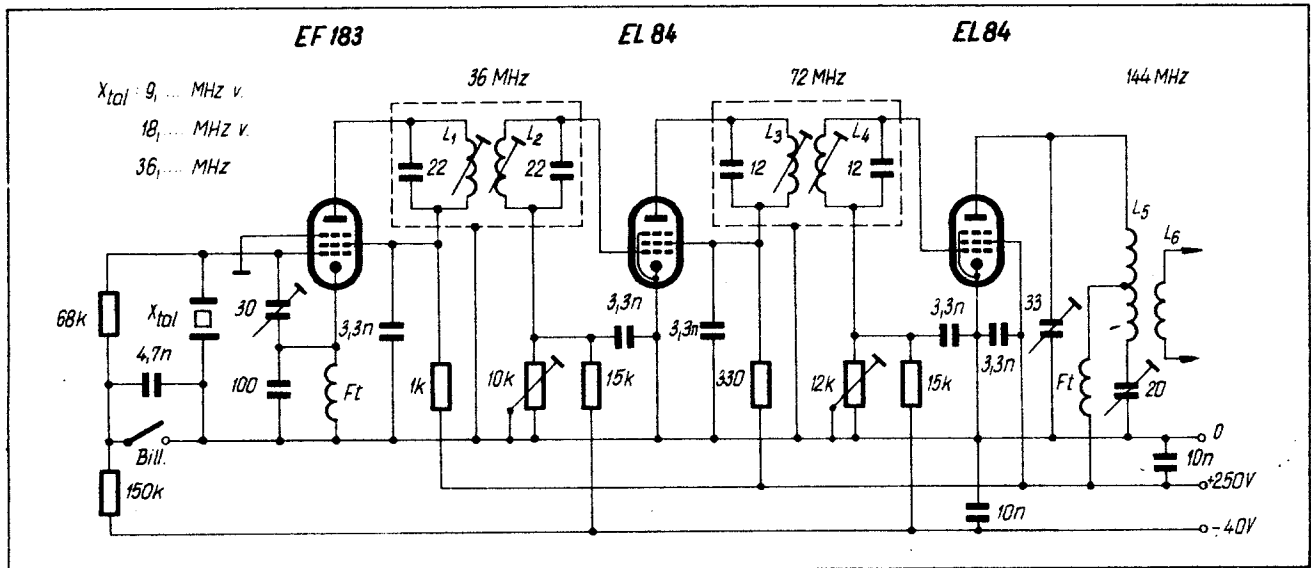 EF 183
EL 84
EL 84
36 MHz
72 MHz
144 MHz
Xtal : 9, ... MHz v.
18, ... MHz v.
36, ... MHz
L1
L2
22
22
L3
L4
12
12
L5
L6
68k
Xtal
30
4,7n
100
Ft
3,3n
1k
10k
15k
3,3n
3,3n
330
12k
15k
3,3n
3,3n
33
Ft
20
Bill.
150k
0
10n
+250V
10n
-40V